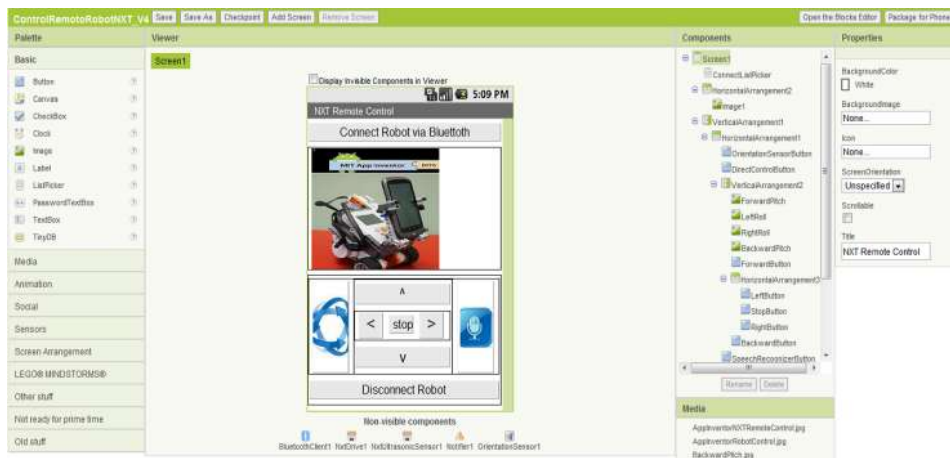 ControlRemotoRobotNXT_V4 Save Save As Checkpoint Add Screen Remove Screen Open the Blocks Editor Package for Phone
Palette
Basic
Button
Canvas
CheckBox
Clock
Image
Label
ListPicker
PasswordTextBox
TextBox
TinyDB
Media
Animation
Social
Sensors
Screen Arrangement
LEGO® MINDSTORMS®
Other stuff
Not ready for prime time
Old stuff
Viewer
Screen1
Display Invisible Components in Viewer
5:09 PM
NXT Remote Control
Connect Robot via Bluettoth
MIT App Inventor
∧
< stop >
∨
Disconnect Robot
Non-visible components
BluetoothClient1 NxtDrive1 NxtUltrasonicSensor1 Notifier1 OrientationSensor1
Components
Screen1
ConnectListPicker
HorizontalArrangement2
Image1
VerticalArrangement1
HorizontalArrangement1
OrientationSensorButton
DirectControlButton
VerticalArrangement2
ForwardPitch
LeftRoll
RightRoll
BackwardPitch
ForwardButton
HorizontalArrangement3
LeftButton
StopButton
RightButton
BackwardButton
SpeechRecognizerButton
Rename Delete
Media
AppInventorNXTRemoteControl.jpg
AppInventorRobotControl.jpg
BackwardPitch.jpg
Properties
BackgroundColor
White
BackgroundImage
None...
Icon
None...
ScreenOrientation
Unspecified
Scrollable
Title
NXT Remote Control